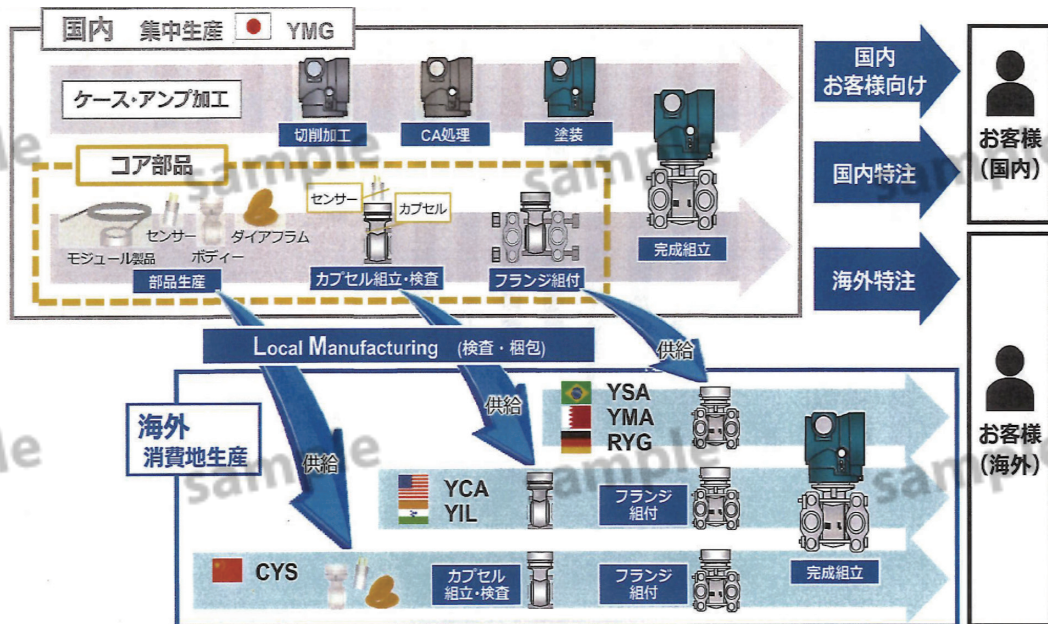 国内 集中生産 YMG
ケース・アンプ加工
切削加工
CA処理
塗装
コア部品
センサー
カプセル
センサー
ダイアフラム
モジュール製品
ボディー
部品生産
カプセル組立・検査
フランジ組付
完成組立
国内
お客様向け
国内特注
海外特注
お客様
(国内)
Local Manufacturing (検査・梱包)
供給
供給
供給
海外
消費地生産
YSA
YMA
RYG
YCA
YIL
フランジ
組付
CYS
カプセル
組立・検査
フランジ
組付
完成組立
お客様
(海外)
sample
sample
sample
sample
sample
sample
ple
ple